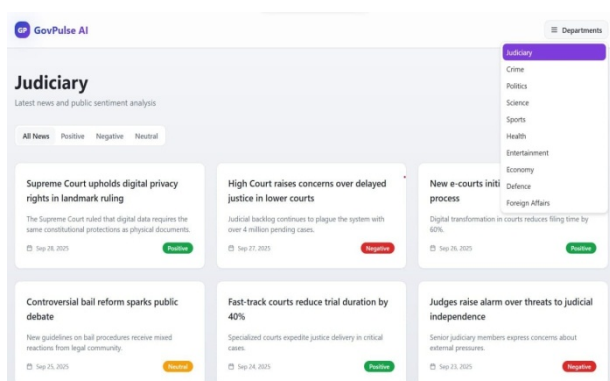 GP GovPulse AI
Departments
Judiciary
Crime
Politics
Science
Sports
Health
Entertainment
Economy
Defence
Foreign Affairs
Judiciary
Latest news and public sentiment analysis
All News Positive Negative Neutral
Supreme Court upholds digital privacy
rights in landmark ruling
The Supreme Court ruled that digital data requires the
same constitutional protections as physical documents.
Sep 28, 2025 Positive
High Court raises concerns over delayed
justice in lower courts
Judicial backlog continues to plague the system with
over 4 million pending cases.
Sep 27, 2025 Negative
New e-courts initi
process
Digital transformation in courts reduces filing time by
60%.
Sep 26, 2025 Positive
Controversial bail reform sparks public
debate
New guidelines on bail procedures receive mixed
reactions from legal community.
Sep 25, 2025 Neutral
Fast-track courts reduce trial duration by
40%
Specialized courts expedite justice delivery in critical
cases.
Sep 24, 2025 Positive
Judges raise alarm over threats to judicial
independence
Senior judiciary members express concerns about
external pressures.
Sep 23, 2025 Negative